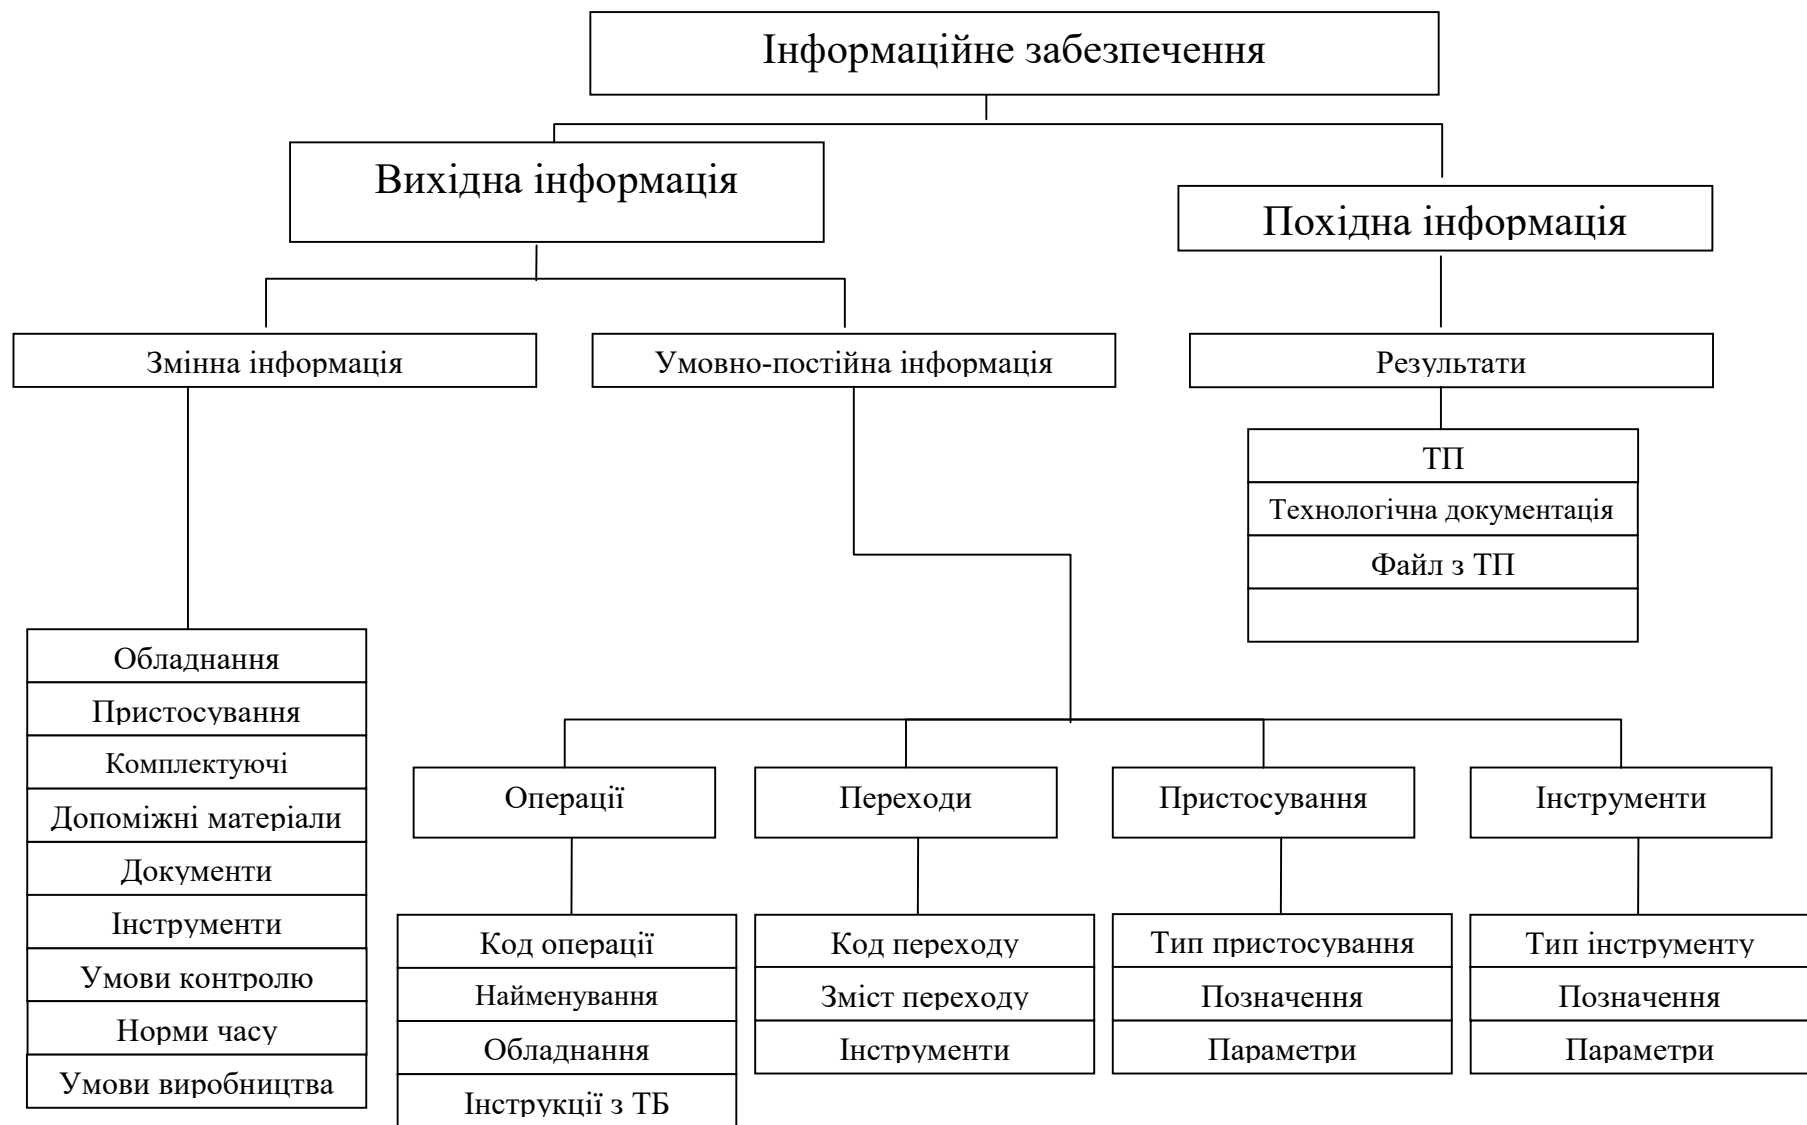 Інформаційне забезпечення
Вихідна інформація
Похідна інформація
Змінна інформація
Умовно-постійна інформація
Результати
ТП
Технологічна документація
Файл з ТП
Обладнання
Пристосування
Комплектуючі
Допоміжні матеріали
Документи
Інструменти
Умови контролю
Норми часу
Умови виробництва
Операції
Переходи
Пристосування
Інструменти
Код операції
Найменування
Обладнання
Інструкції з ТБ
Код переходу
Зміст переходу
Інструменти
Тип пристосування
Позначення
Параметри
Тип інструменту
Позначення
Параметри